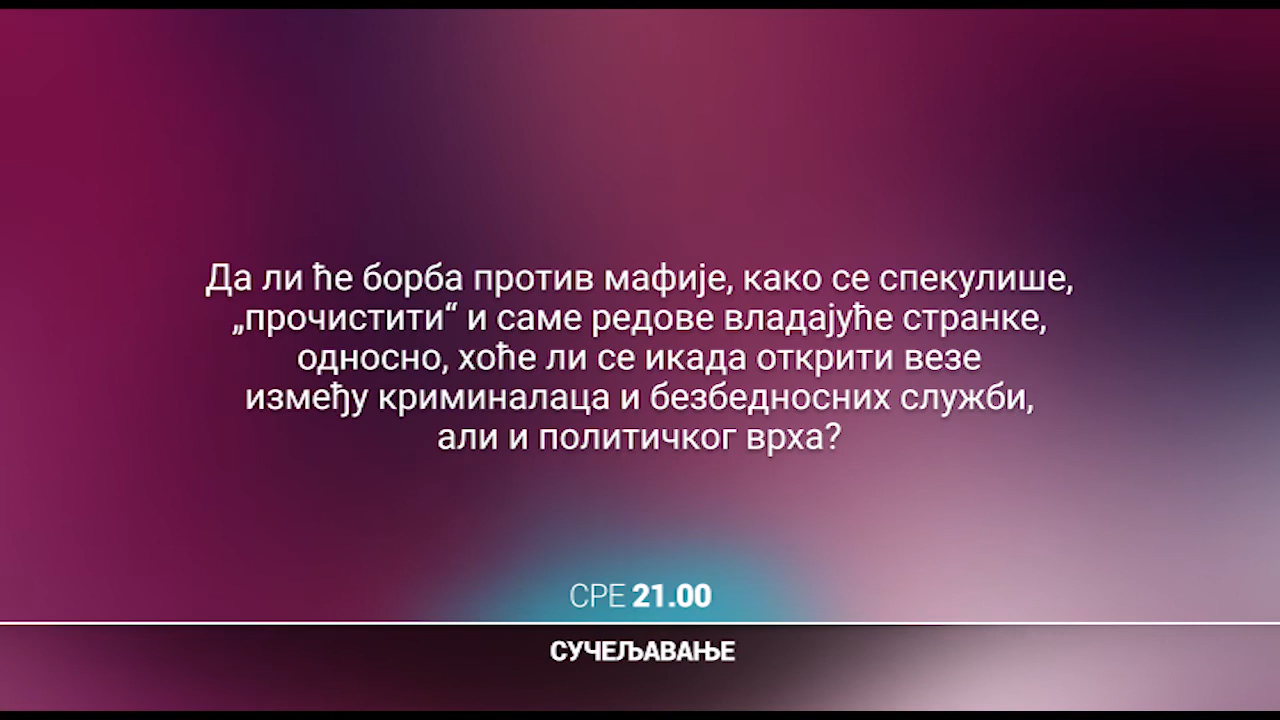 Да ли ће борба против мафије, како се спекулише,
„прочистити“ и саме редове владајуће странке,
односно, хоће ли се икада открити везе
између криминалаца и безбедносних служби,
али и политичког врха?
СРЕ 21.00
СУЧЕЉАВАЊЕ